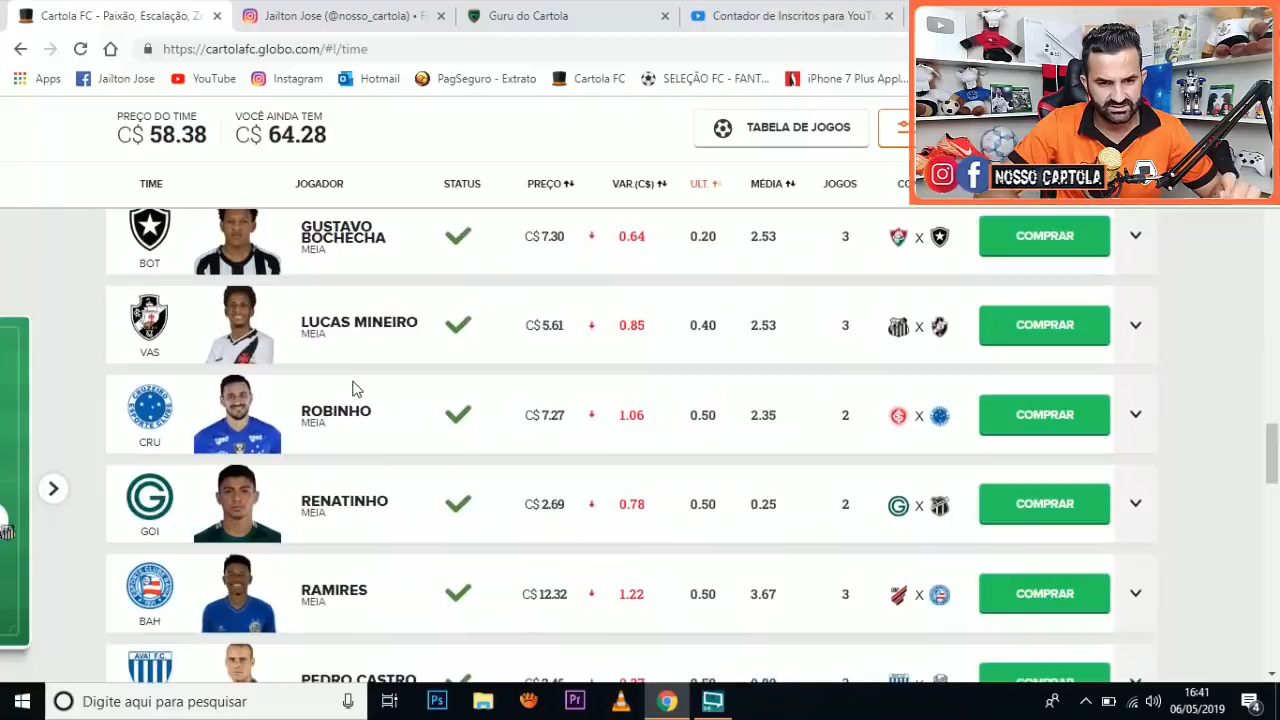 Cartola FC - Paixão, Escalação, Zo
Jailton Jose (@nosso_cartola) • F
Guru do Cartola
Contador de Inscritos para YouTu
https://cartolafc.globo.com/#!/time
Apps
Jailton Jose
YouTube
Instagram
Hotmail
PagSeguro - Extrato
Cartola FC
SELEÇÃO FC - FANT...
iPhone 7 Plus Appl...
PREÇO DO TIME
C$ 58.38
VOCÊ AINDA TEM
C$ 64.28
TABELA DE JOGOS
NOSSO CARTOLA
TIME JOGADOR STATUS PREÇO VAR.(C$) ULT. MÉDIA JOGOS CO
GUSTAVO BOCHECHA
MEIA
BOT
C$ 7.30 0.64 0.20 2.53 3 X COMPRAR
LUCAS MINEIRO
MEIA
VAS
C$ 5.61 0.85 0.40 2.53 3 X COMPRAR
ROBINHO
MEIA
CRU
C$ 7.27 1.06 0.50 2.35 2 X COMPRAR
RENATINHO
MEIA
GOI
C$ 2.69 0.78 0.50 0.25 2 X COMPRAR
RAMIRES
MEIA
BAH
C$ 12.32 1.22 0.50 3.67 3 X COMPRAR
AVAÍ F.C.
PEDRO CASTRO
COMPRAR
Digite aqui para pesquisar
16:41
06/05/2019
4